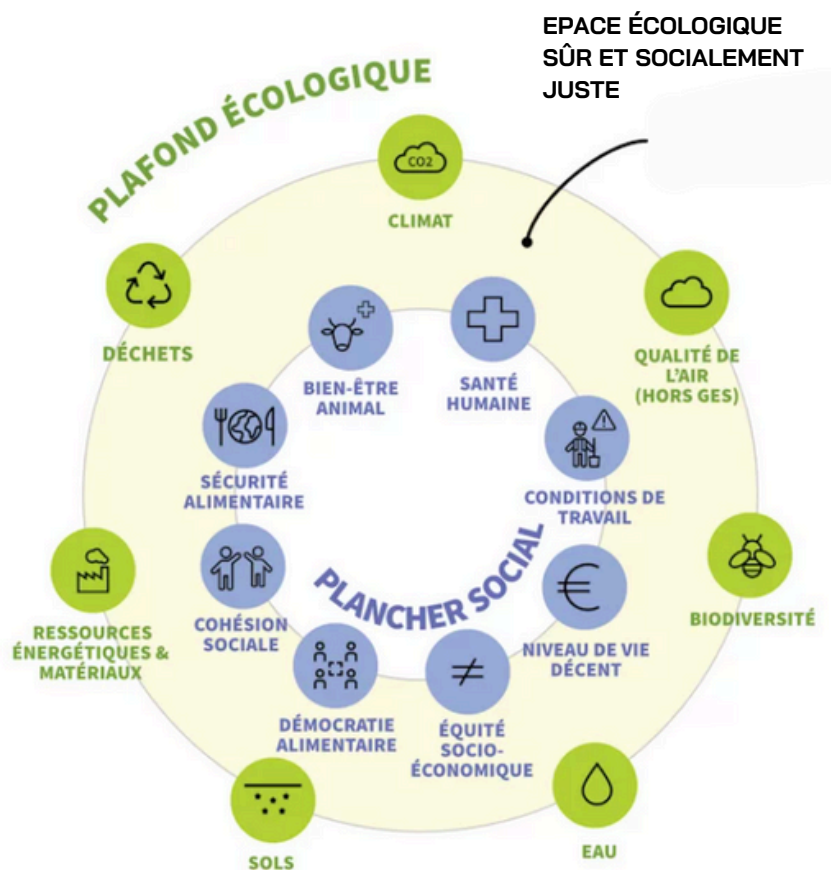 EPACE ÉCOLOGIQUE
SÛR ET SOCIALEMENT
JUSTE
PLAFOND ÉCOLOGIQUE
CO2
CLIMAT
DÉCHETS
QUALITÉ DE
L'AIR
(HORS GES)
BIEN-ÊTRE
ANIMAL
SANTÉ
HUMAINE
SÉCURITÉ
ALIMENTAIRE
CONDITIONS DE
TRAVAIL
PLANCHER SOCIAL
COHÉSION
SOCIALE
NIVEAU DE VIE
DÉCENT
BIODIVERSITÉ
RESSOURCES
ÉNERGÉTIQUES &
MATÉRIAUX
DÉMOCRATIE
ALIMENTAIRE
ÉQUITÉ
SOCIO-
ÉCONOMIQUE
SOLS
EAU